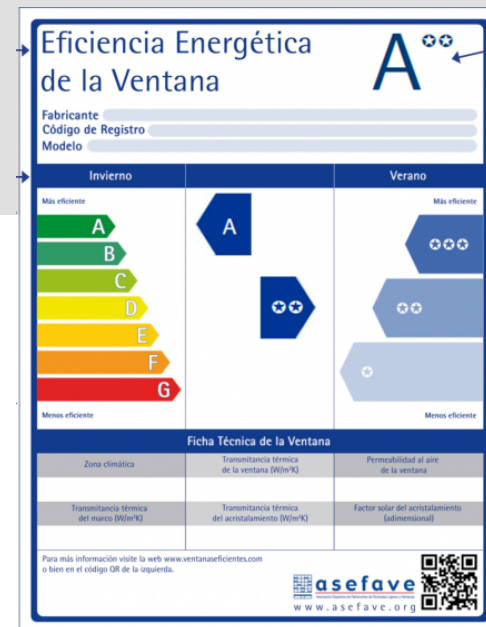 Eficiencia Energética
de la Ventana
A
Fabricante
Código de Registro
Modelo
Invierno
Verano
Más eficiente
Más eficiente
A
A
B
C
D
E
F
G
Menos eficiente
Menos eficiente
Ficha Técnica de la Ventana
Zona climática
Transmitancia térmica
de la ventana (W/m²K)
Permeabilidad al aire
de la ventana
Transmitancia térmica
del marco (W/m²K)
Transmitancia térmica
del acristalamiento (W/m²K)
Factor solar del acristalamiento
(adimensional)
Para más información visite la web www.ventanaseficientes.com
o bien en el código QR de la izquierda.
asefave
www.asefave.org